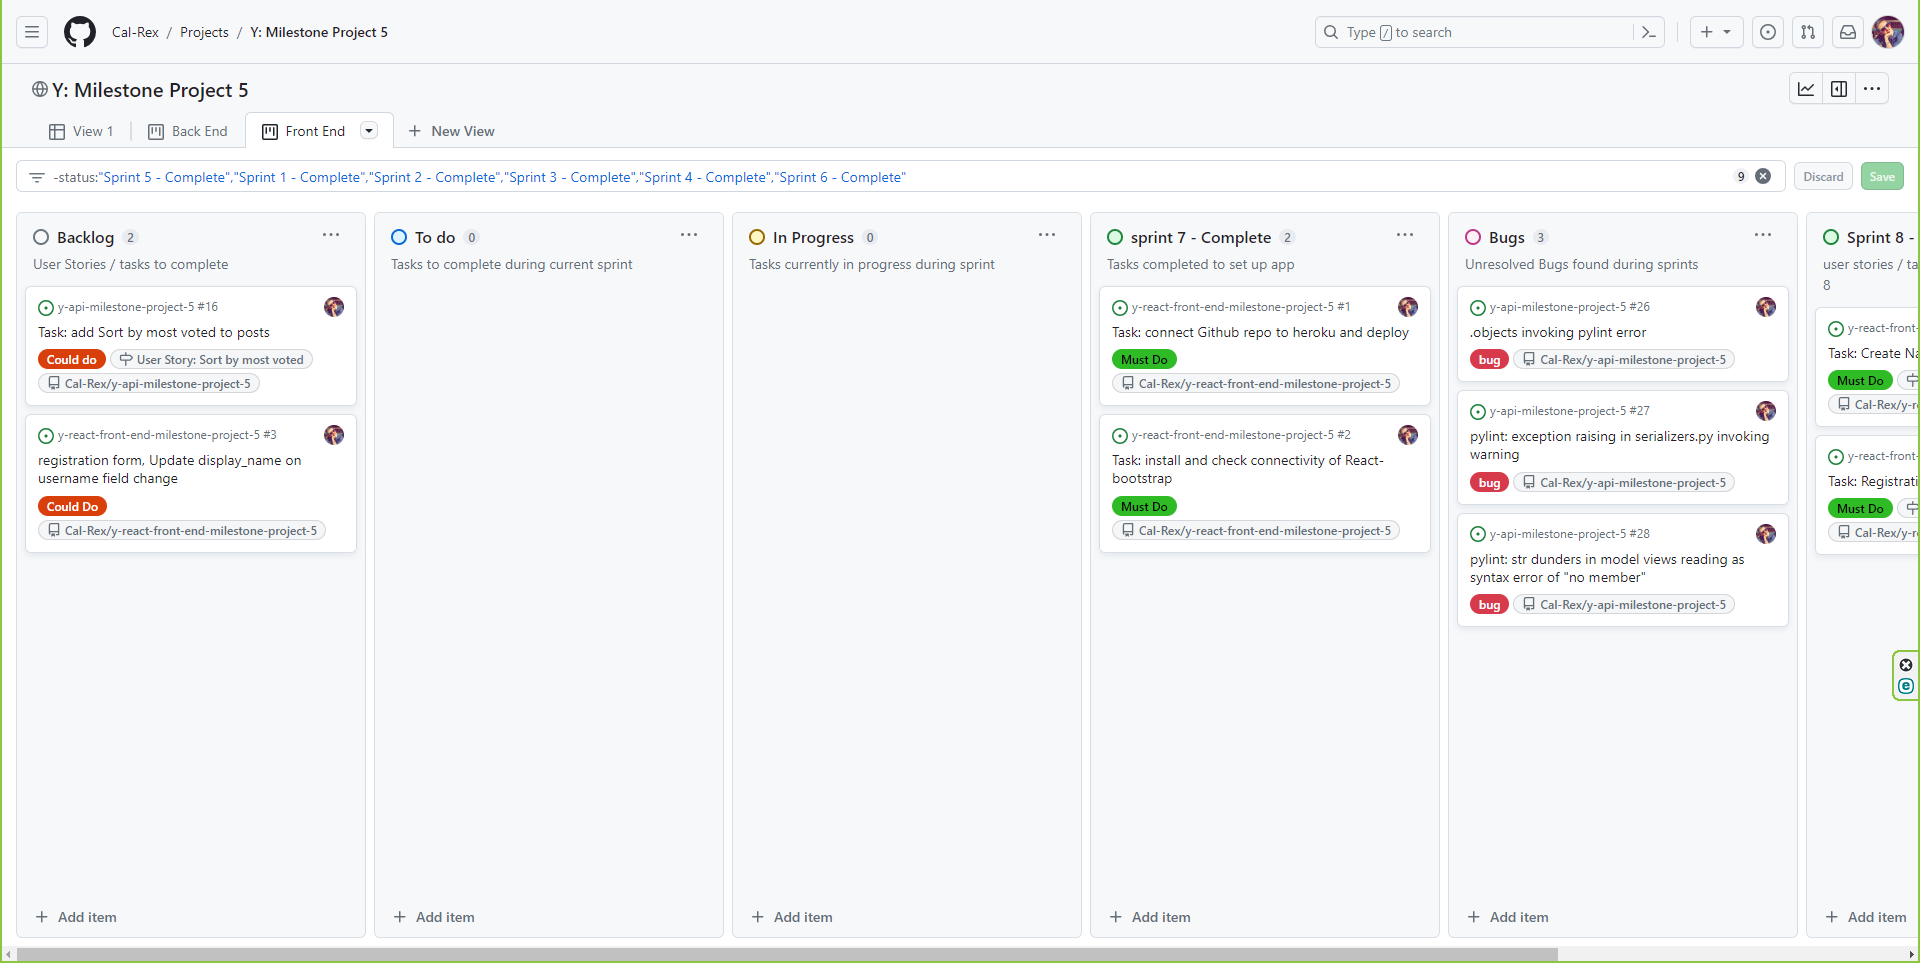 Cal-Rex / Projects / Y: Milestone Project 5
Type / to search
Y: Milestone Project 5
View 1
Back End
Front End
New View
-status:"Sprint 5 - Complete","Sprint 1 - Complete","Sprint 2 - Complete","Sprint 3 - Complete","Sprint 4 - Complete","Sprint 6 - Complete"
9
Discard
Save
Backlog 2
User Stories / tasks to complete
y-api-milestone-project-5 #16
Task: add Sort by most voted to posts
Could do
User Story: Sort by most voted
Cal-Rex/y-api-milestone-project-5
y-react-front-end-milestone-project-5 #3
registration form, Update display_name on
username field change
Could Do
Cal-Rex/y-react-front-end-milestone-project-5
+ Add item
To do 0
Tasks to complete during current sprint
+ Add item
In Progress 0
Tasks currently in progress during sprint
+ Add item
sprint 7 - Complete 2
Tasks completed to set up app
y-react-front-end-milestone-project-5 #1
Task: connect Github repo to heroku and deploy
Must Do
Cal-Rex/y-react-front-end-milestone-project-5
y-react-front-end-milestone-project-5 #2
Task: install and check connectivity of React-
bootstrap
Must Do
Cal-Rex/y-react-front-end-milestone-project-5
+ Add item
Bugs 3
Unresolved Bugs found during sprints
y-api-milestone-project-5 #26
.objects invoking pylint error
bug
Cal-Rex/y-api-milestone-project-5
y-api-milestone-project-5 #27
pylint: exception raising in serializers.py invoking
warning
bug
Cal-Rex/y-api-milestone-project-5
y-api-milestone-project-5 #28
pylint: str dunders in model views reading as
syntax error of "no member"
bug
Cal-Rex/y-api-milestone-project-5
+ Add item
Sprint 8 -
user stories / ta
8
y-react-front-
Task: Create Na
Must Do
Cal-Rex/y-r
y-react-front-
Task: Registrati
Must Do
Cal-Rex/y-r
+ Add item